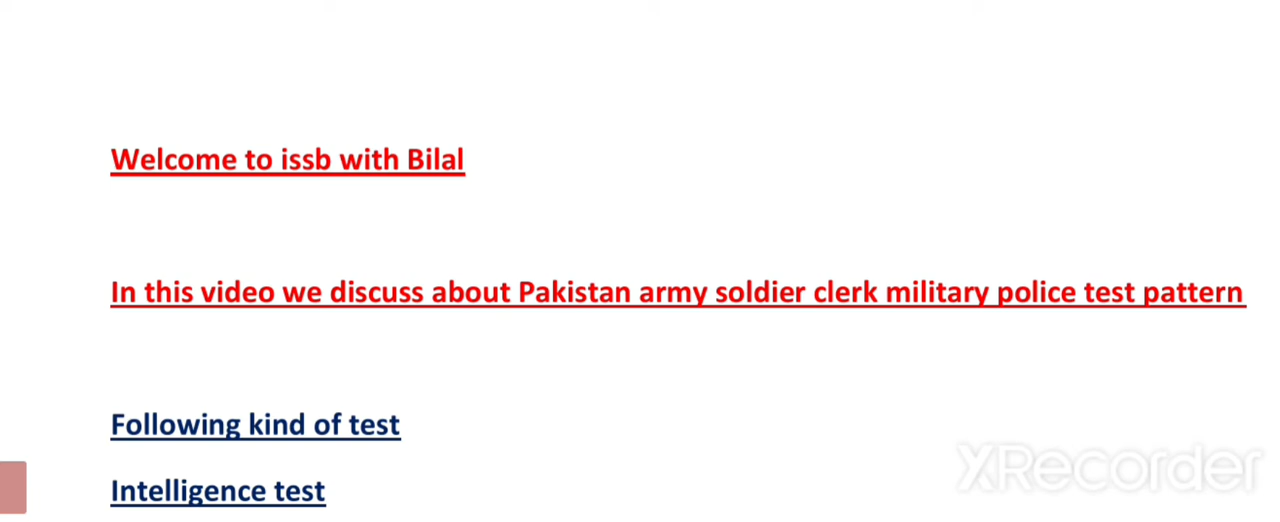 Welcome to issb with Bilal
In this video we discuss about Pakistan army soldier clerk military police test pattern
Following kind of test
XRecorder
Intelligence test